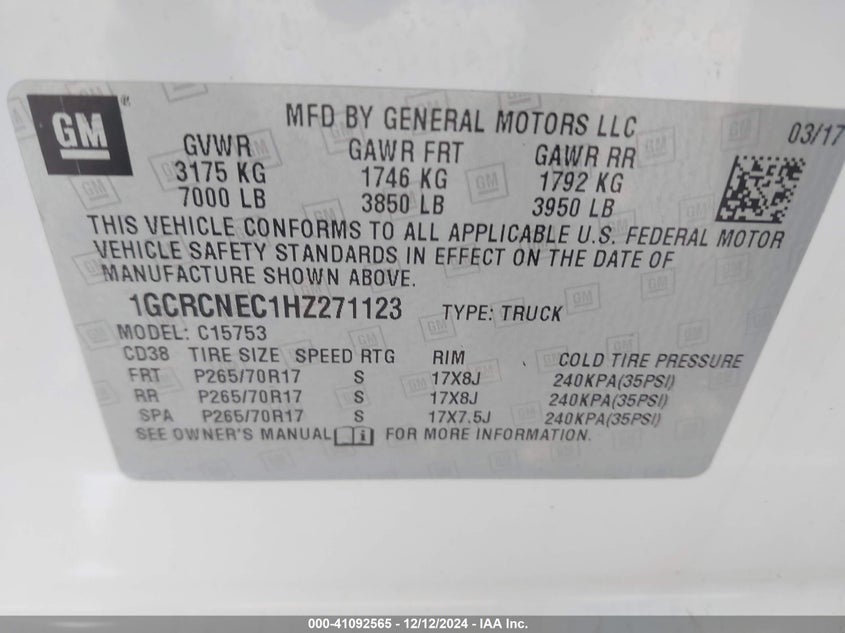 GM ®
MFD BY GENERAL MOTORS LLC 03/17
GVWR GAWR FRT GAWR RR
3175 KG 1746 KG 1792 KG
7000 LB 3850 LB 3950 LB
THIS VEHICLE CONFORMS TO ALL APPLICABLE U.S. FEDERAL MOTOR
VEHICLE SAFETY STANDARDS IN EFFECT ON THE DATE OF
MANUFACTURE SHOWN ABOVE.
1GCRCNEC1HZ271123 TYPE: TRUCK
MODEL: C15753
CD38 TIRE SIZE SPEED RTG RIM COLD TIRE PRESSURE
FRT P265/70R17 S 17X8J 240KPA(35PSI)
RR P265/70R17 S 17X8J 240KPA(35PSI)
SPA P265/70R17 S 17X7.5J 240KPA(35PSI)
SEE OWNER'S MANUAL FOR MORE INFORMATION.
000-41092565 - 12/12/2024 - IAA Inc.